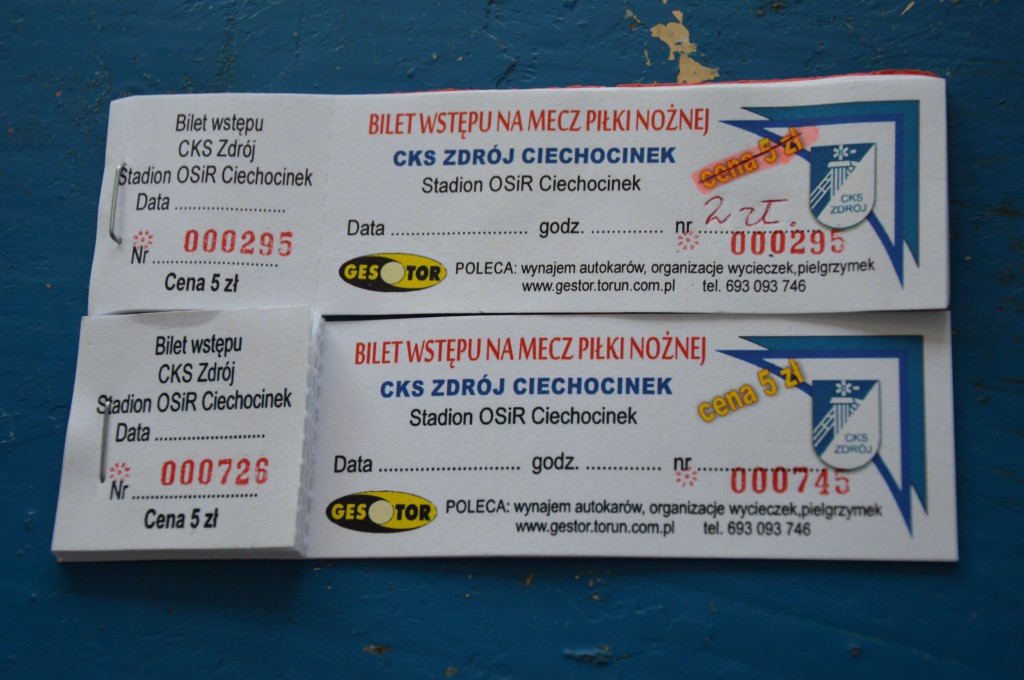 Bilet wstępu
CKS Zdrój
Stadion OSiR Ciechocinek
Data ........................
Nr ........................... 000295
Cena 5 zł
BILET WSTĘPU NA MECZ PIŁKI NOŻNEJ
CKS ZDRÓJ CIECHOCINEK
Stadion OSiR Ciechocinek
cena 5 zł
2 zł.
CKS
ZDRÓJ
Data .............................. godz. ................ nr ..........................
000295
GESTOR
POLECA: wynajem autokarów, organizacje wycieczek,pielgrzymek
www.gestor.torun.com.pl tel. 693 093 746
Bilet wstępu
CKS Zdrój
Stadion OSiR Ciechocinek
Data ........................
Nr ........................... 000726
Cena 5 zł
BILET WSTĘPU NA MECZ PIŁKI NOŻNEJ
CKS ZDRÓJ CIECHOCINEK
Stadion OSiR Ciechocinek
cena 5 zł
CKS
ZDRÓJ
Data .............................. godz. ................ nr ..........................
000745
GESTOR
POLECA: wynajem autokarów, organizacje wycieczek,pielgrzymek
www.gestor.torun.com.pl tel. 693 093 746